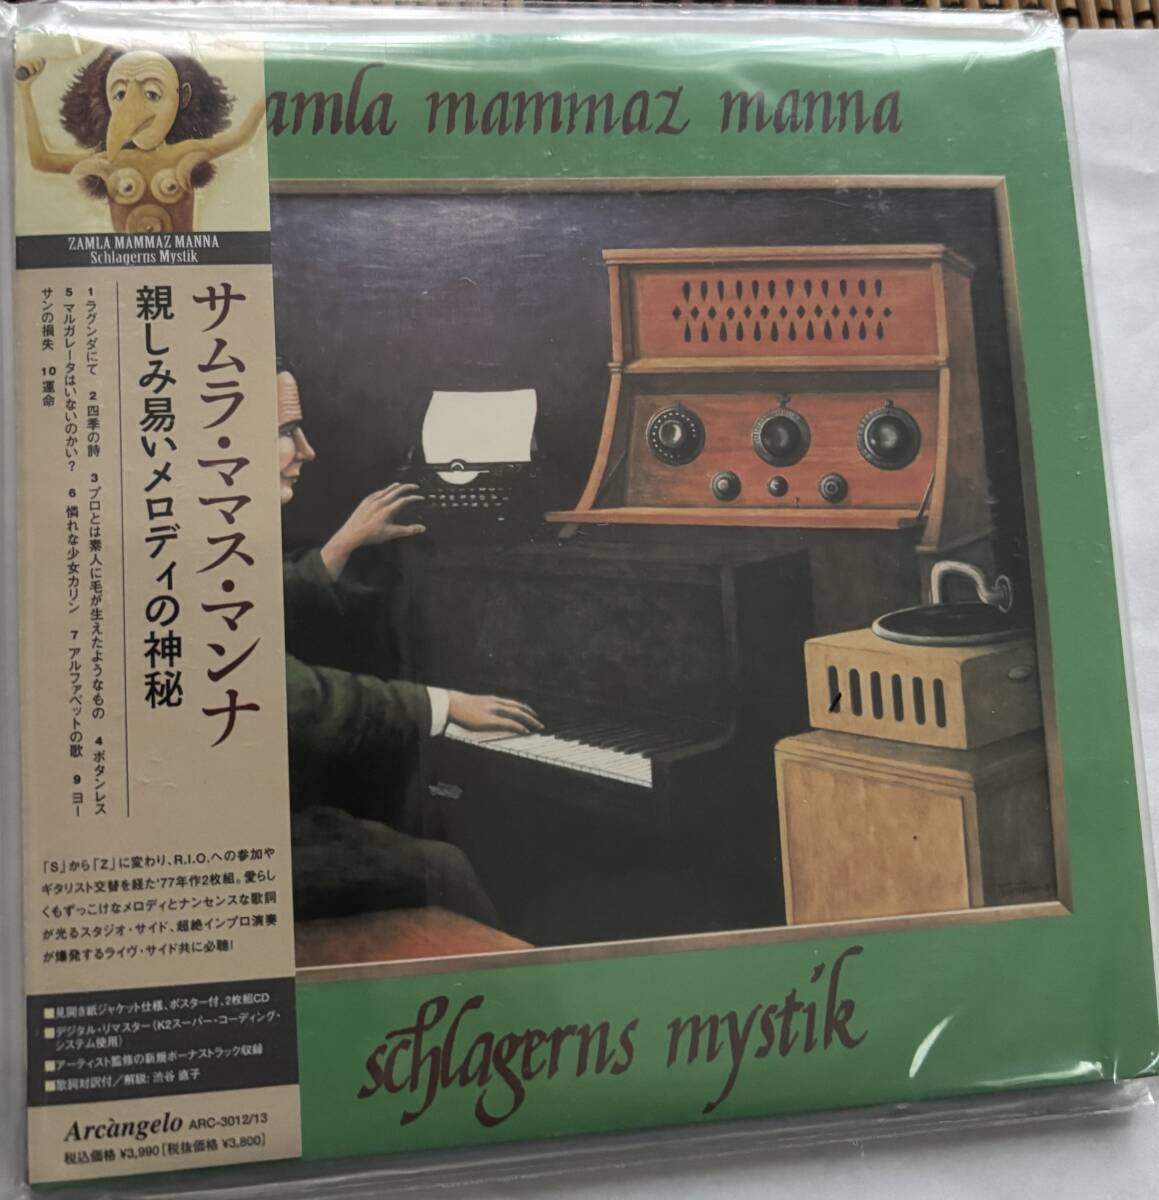 zamla mammaz manna
ZAMLA MAMMAZ MANNA
Schlagerns Mystik
サムラ・ママス・マンナ
親しみ易いメロディの神秘
1 ラグンダにて 2 四季の詩 3 プロとは素人に毛が生えたようなもの 4 ボタンレス
5 マルガレータはいないのかい? 6 憐れな少女カリン 7 アルファベットの歌 9 ヨー
サンの損失 10 運命
「S」から「Z」に変わり、R.I.O.への参加や
ギタリスト交替を経た'77年作2枚組。愛らし
くもずっこけなメロディとナンセンスな歌詞
が光るスタジオ・サイド、超絶インプロ演奏
が爆発するライヴ・サイド共に必聴!
■見開き紙ジャケット仕様、ポスター付、2枚組CD
■デジタル・リマスター(K2スーパー・コーディング・
システム使用)
■アーティスト監修の新規ボーナストラック収録
■歌詞対訳付/解説: 渋谷 直子
Arcàngelo ARC-3012/13
税込価格 ¥3,990 [税抜価格 ¥3,800]
schlagerns mystik